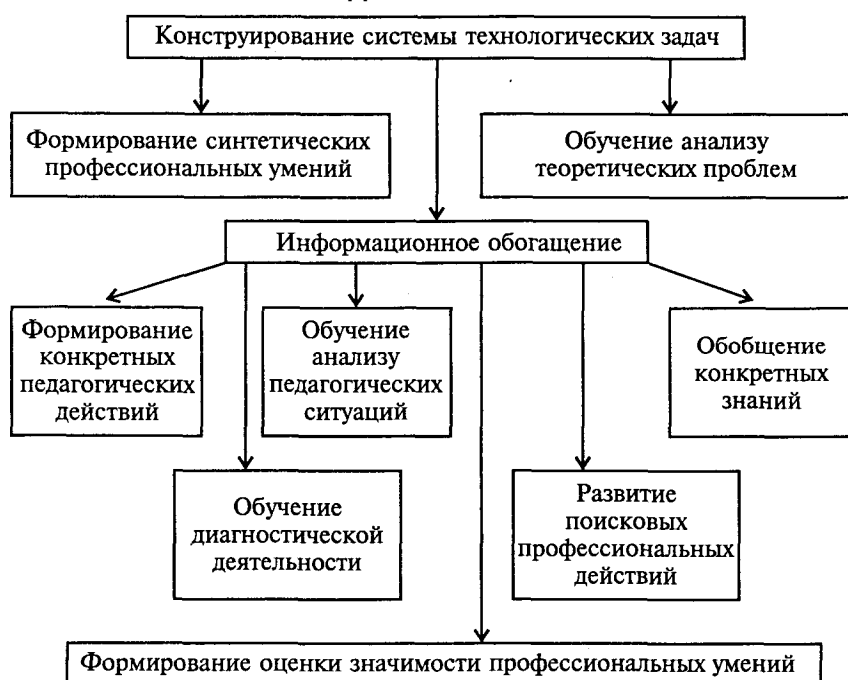 Конструирование системы технологических задач
Формирование синтетических
профессиональных умений
Обучение анализу
теоретических проблем
Информационное обогащение
Формирование
конкретных
педагогических
действий
Обучение
анализу
педагогических
ситуаций
Обобщение
конкретных
знаний
Обучение
диагностической
деятельности
Развитие
поисковых
профессиональных
действий
Формирование оценки значимости профессиональных умений